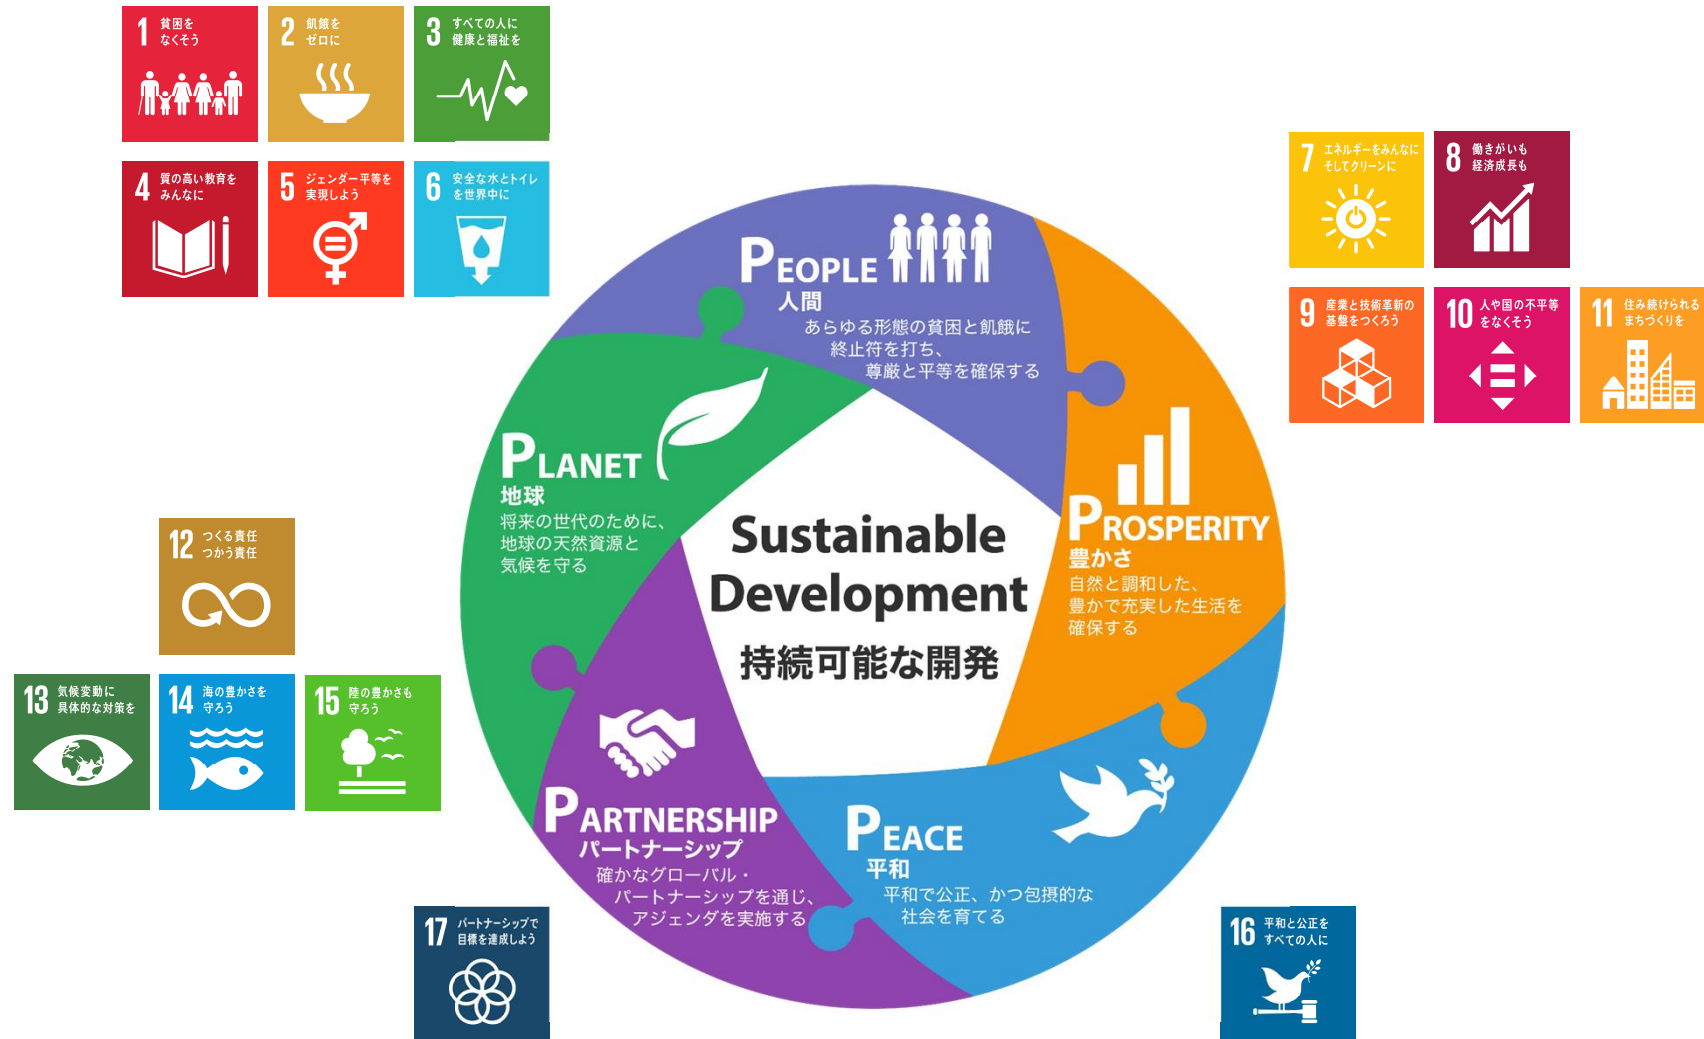 1 貧困を
なくそう
2 飢餓を
ゼロに
3 すべての人に
健康と福祉を
4 質の高い教育を
みんなに
5 ジェンダー平等を
実現しよう
6 安全な水とトイレ
を世界中に
7 エネルギーをみんなに
そしてクリーンに
8 働きがいも
経済成長も
9 産業と技術革新の
基盤をつくろう
10 人や国の不平等
をなくそう
11 住み続けられる
まちづくりを
PEOPLE
人間
あらゆる形態の貧困と飢餓に
終止符を打ち、
尊厳と平等を確保する
PROSPERITY
豊かさ
自然と調和した、
豊かで充実した生活を
確保する
PLANET
地球
将来の世代のために、
地球の天然資源と
気候を守る
Sustainable
Development
持続可能な開発
12 つくる責任
つかう責任
13 気候変動に
具体的な対策を
14 海の豊かさを
守ろう
15 陸の豊かさも
守ろう
PARTNERSHIP
パートナーシップ
確かなグローバル・
パートナーシップを通じ、
アジェンダを実施する
PEACE
平和
平和で公正、かつ包摂的な
社会を育てる
17 パートナーシップで
目標を達成しよう
16 平和と公正を
すべての人に